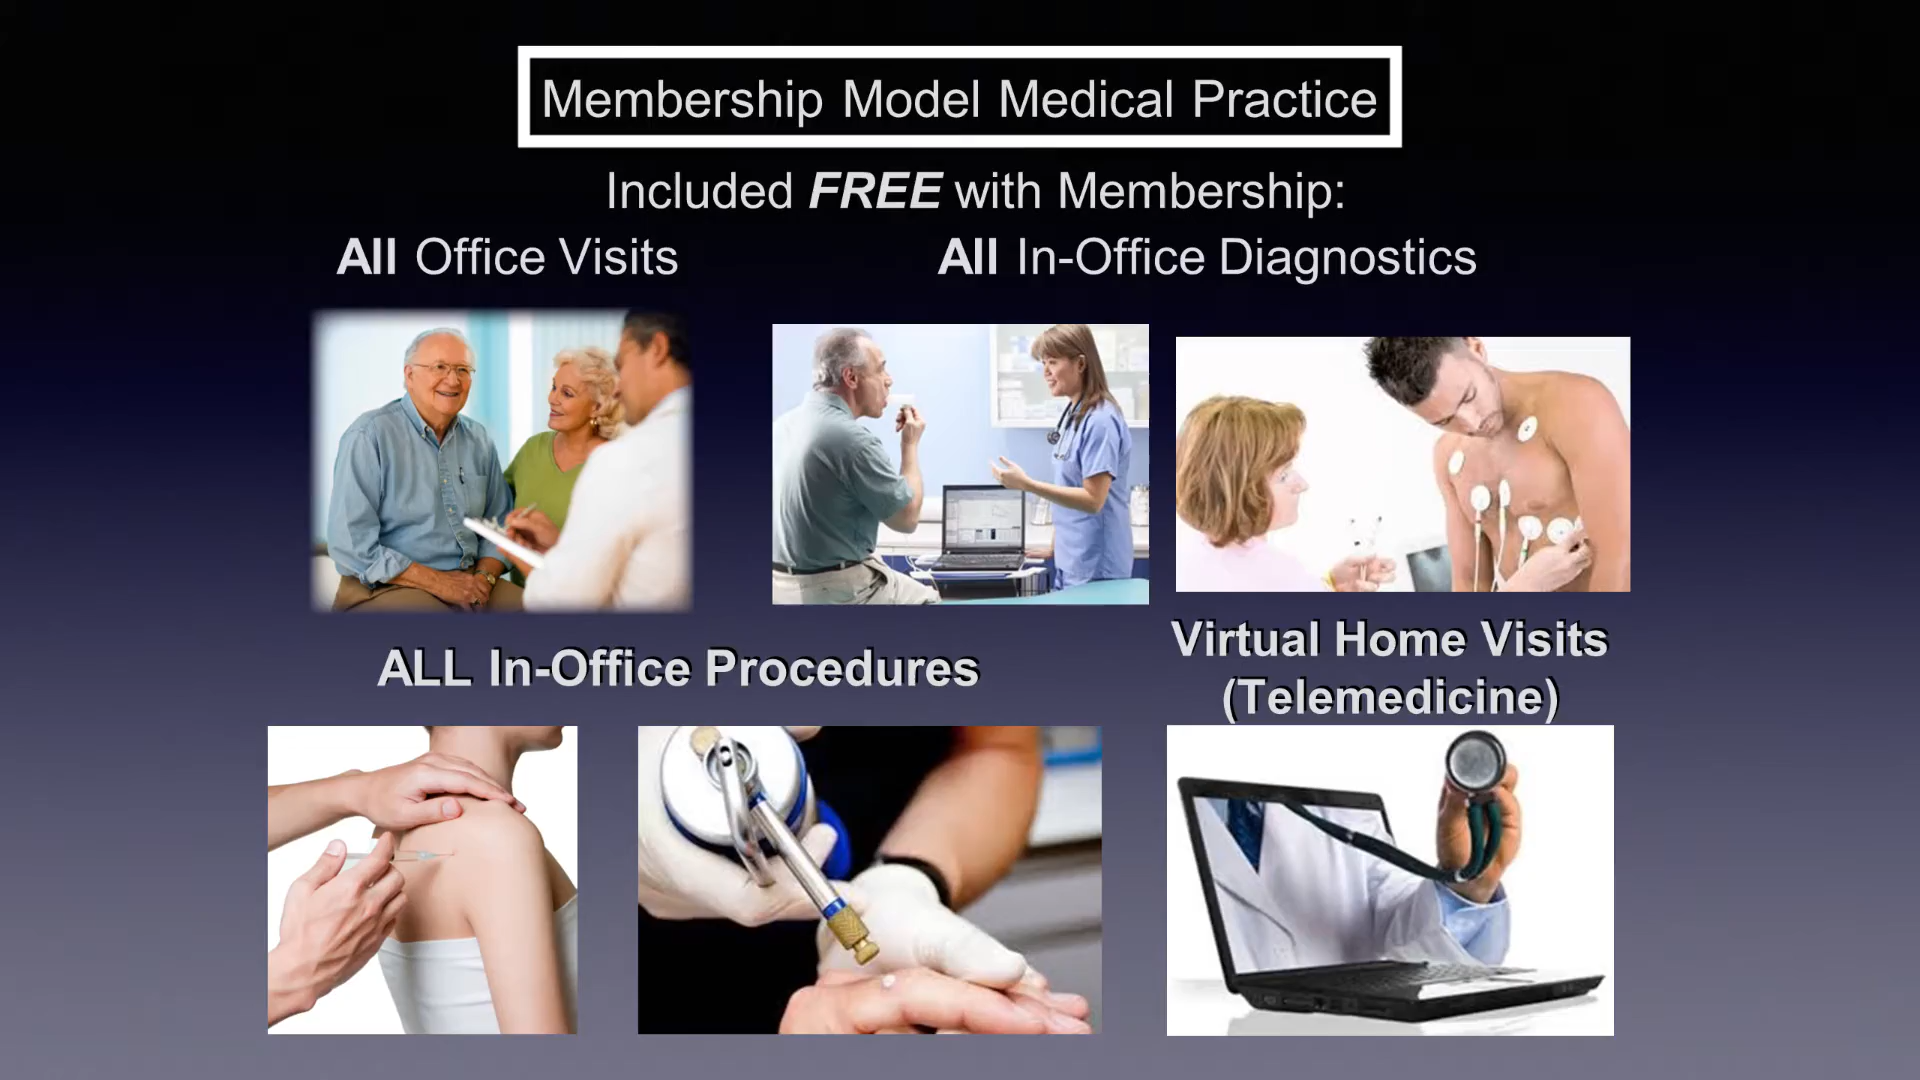 Membership Model Medical Practice
Included FREE with Membership:
All Office Visits
All In-Office Diagnostics
ALL In-Office Procedures
Virtual Home Visits
(Telemedicine)